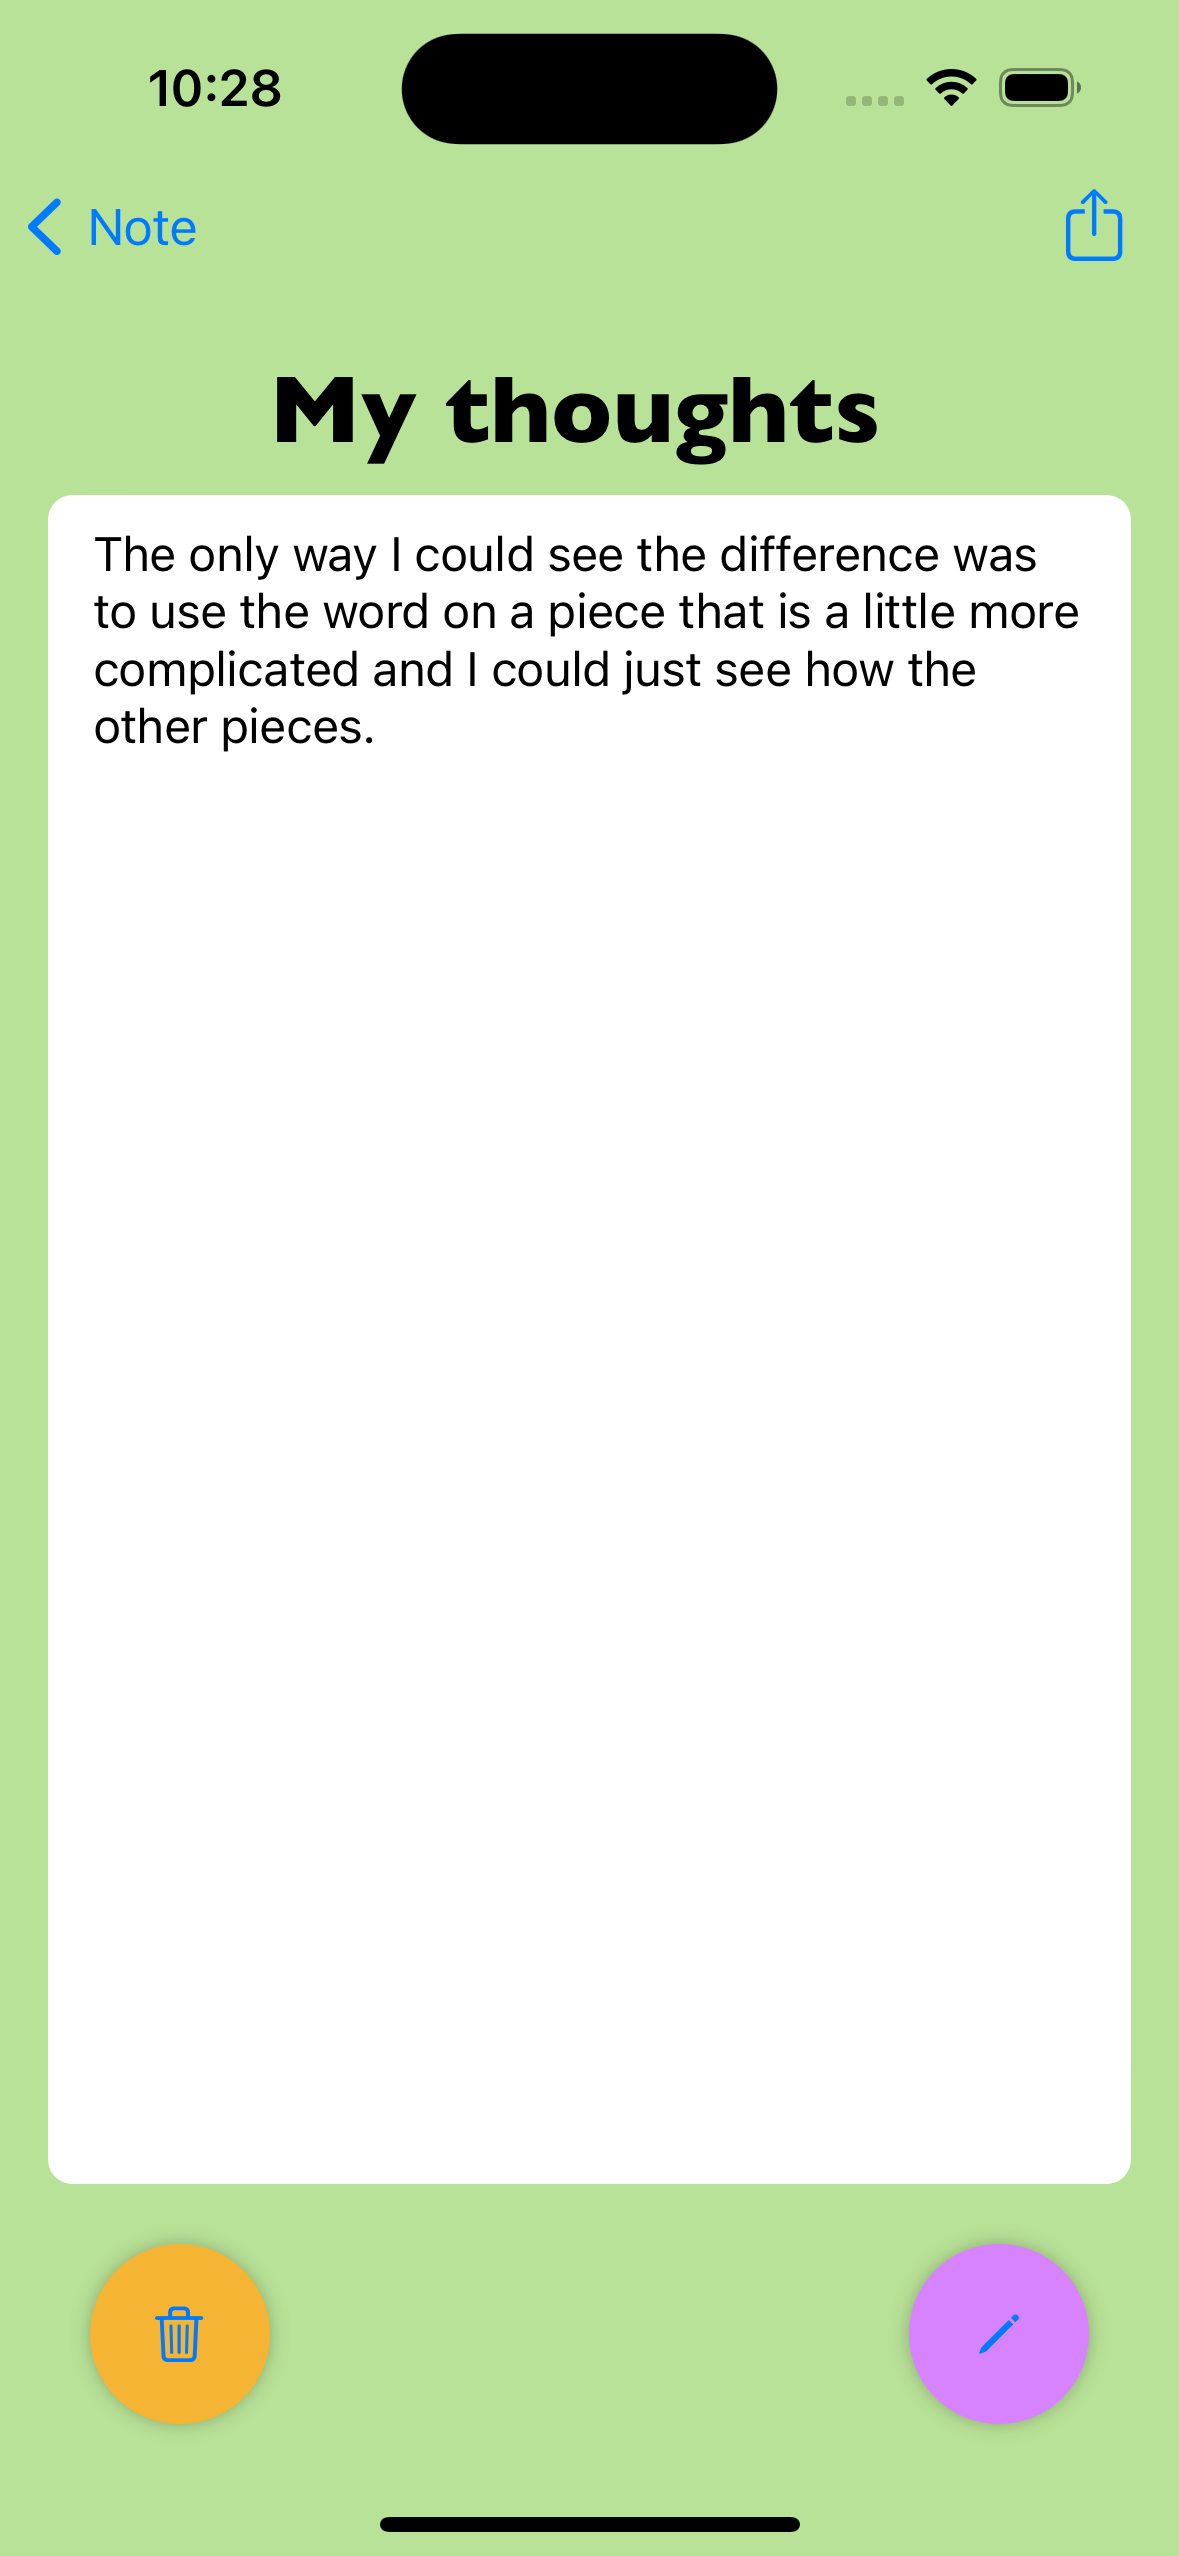 10:28
Note
My thoughts
The only way I could see the difference was
to use the word on a piece that is a little more
complicated and I could just see how the
other pieces.